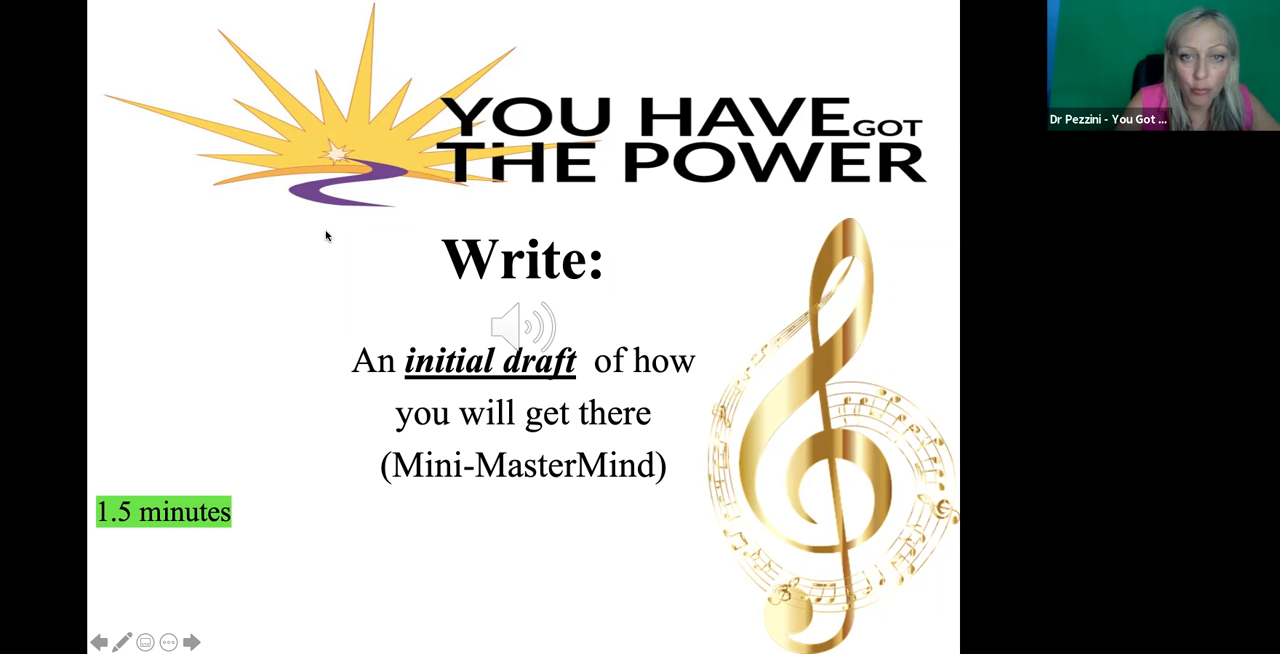 YOU HAVE GOT
THE POWER
Write:
An initial draft of how
you will get there
(Mini-MasterMind)
1.5 minutes
Dr Pezzini - You Got ...